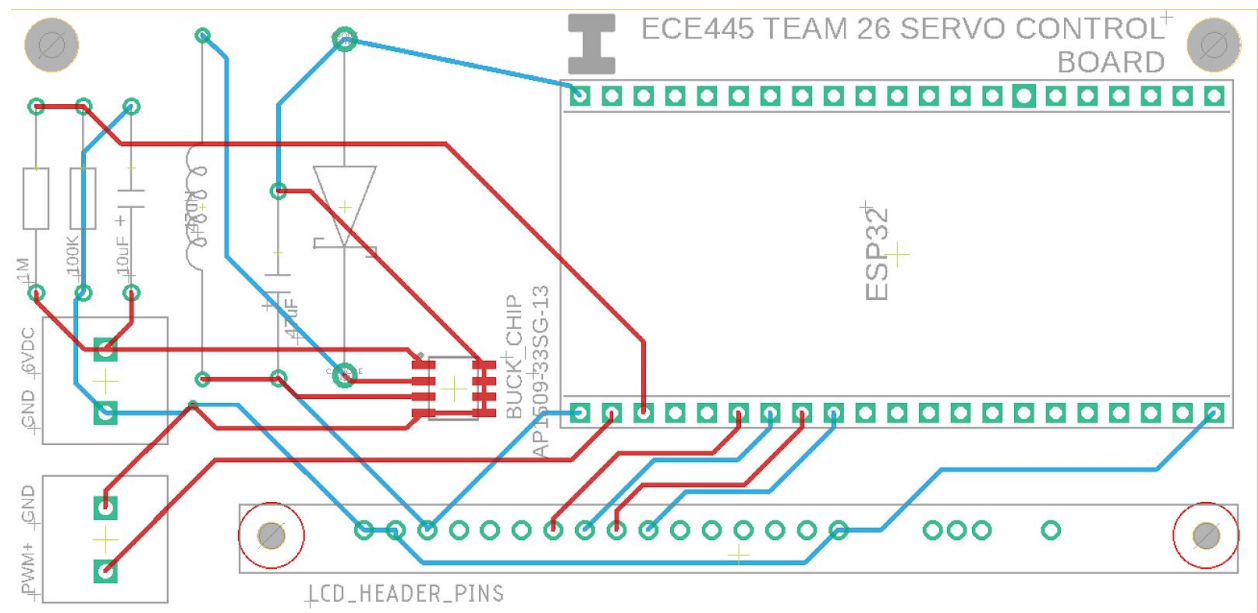 ECE445 TEAM 26 SERVO CONTROL
BOARD
1M
100K
10uF
47uH
47uF
6VDC
GND
BUCK_CHIP
AP1509-33SG-13
ESP32
GND
PWM+
LCD_HEADER_PINS